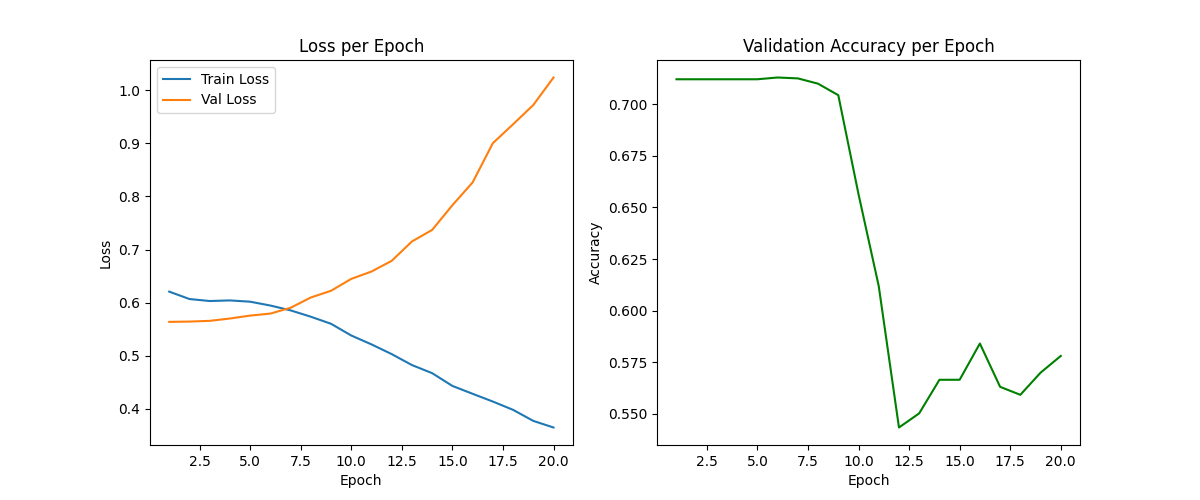 Loss per Epoch
Train Loss
Val Loss
1.0
0.9
0.8
0.7
0.6
0.5
0.4
Loss
2.5 5.0 7.5 10.0 12.5 15.0 17.5 20.0
Epoch
Validation Accuracy per Epoch
0.700
0.675
0.650
0.625
0.600
0.575
0.550
Accuracy
2.5 5.0 7.5 10.0 12.5 15.0 17.5 20.0
Epoch